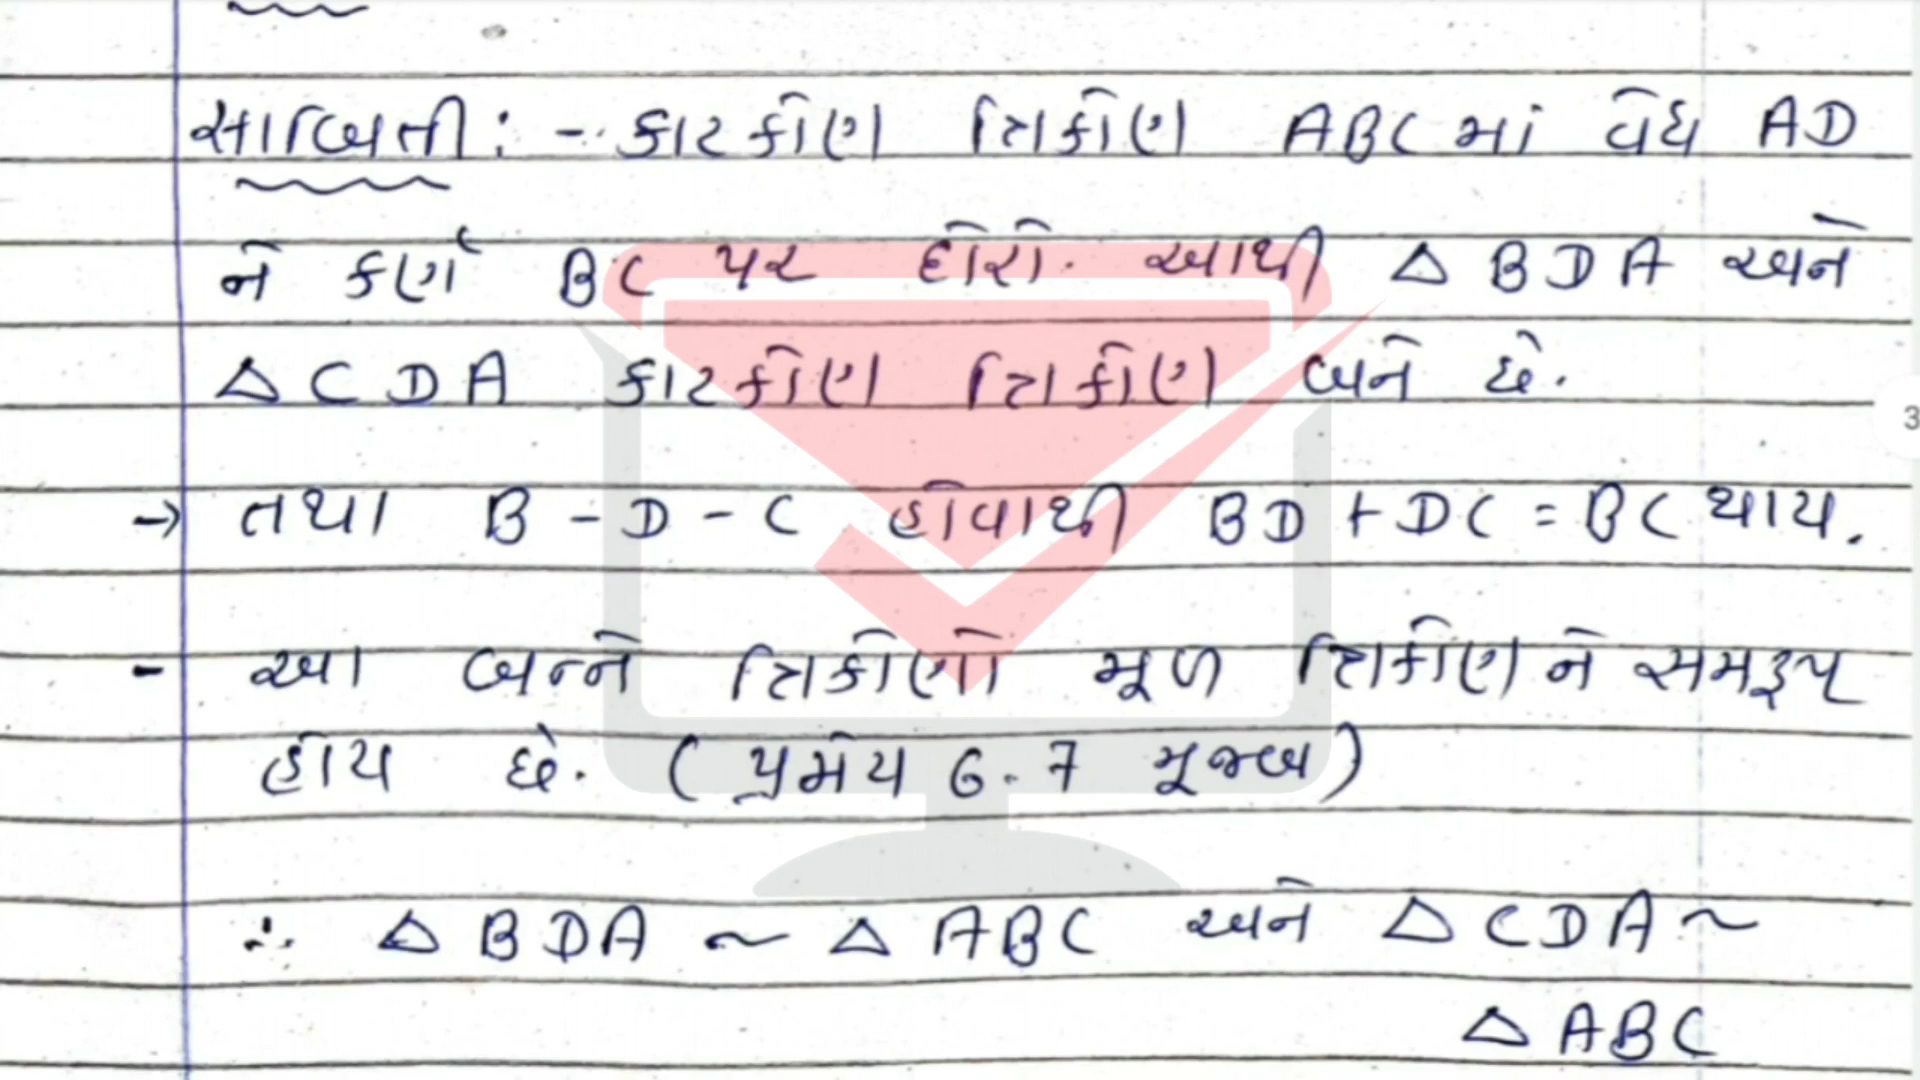 સાબિતી :- કાટકોણ ત્રિકોણ ABC માં વેધ AD
ને કર્ણ BC પર દોરો. આથી △ BDA અને
△ CDA કાટકોણ ત્રિકોણ બને છે.
3
→ તથા B - D - C હોવાથી BD + DC = BC થાય.
- આ બન્ને ત્રિકોણો મૂળ ત્રિકોણને સમરૂપ
હોય છે. ( પ્રમેય 6.7 મૂજબ )
∴ △ BDA ~ △ ABC અને △ CDA ~
△ ABC